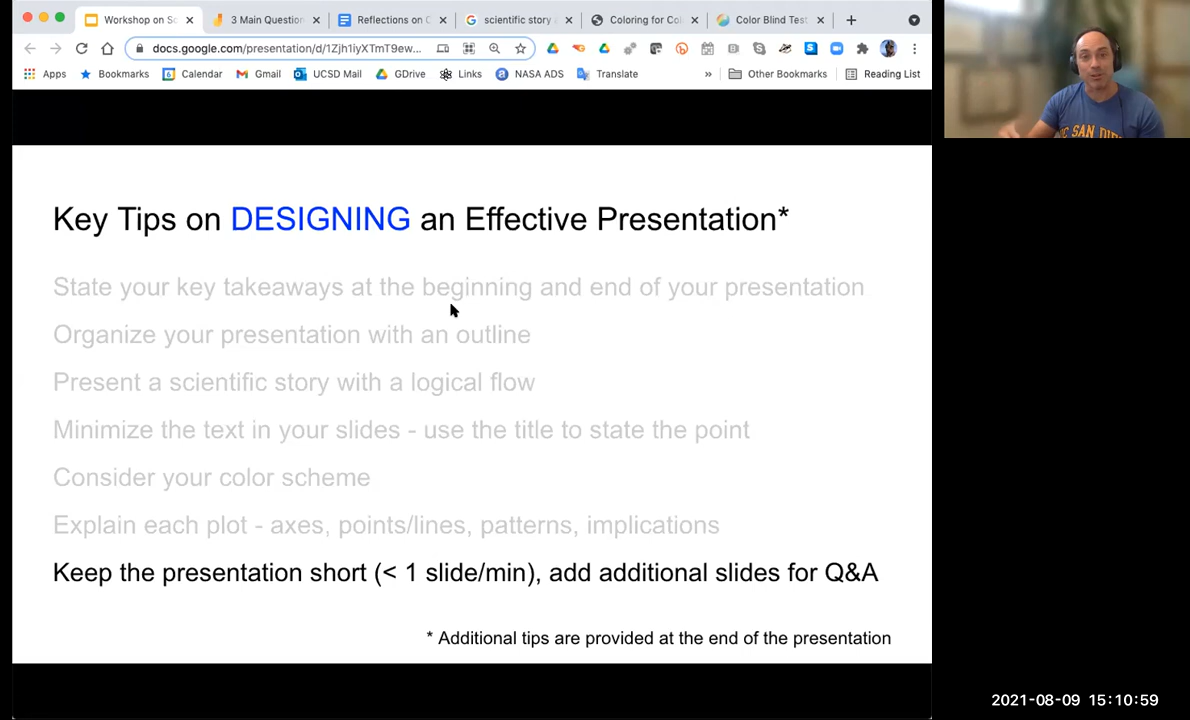 Workshop on Sc
3 Main Question
Reflections on C
scientific story
Coloring for Col
Color Blind Test
docs.google.com/presentation/d/1Zjh1iyXTmT9ew...
Apps
Bookmarks
Calendar
Gmail
UCSD Mail
GDrive
Links
NASA ADS
Translate
»
Other Bookmarks
Reading List
Key Tips on DESIGNING an Effective Presentation*
State your key takeaways at the beginning and end of your presentation
Organize your presentation with an outline
Present a scientific story with a logical flow
Minimize the text in your slides - use the title to state the point
Consider your color scheme
Explain each plot - axes, points/lines, patterns, implications
Keep the presentation short (< 1 slide/min), add additional slides for Q&A
* Additional tips are provided at the end of the presentation
SAN DIE
2021-08-09 15:10:59